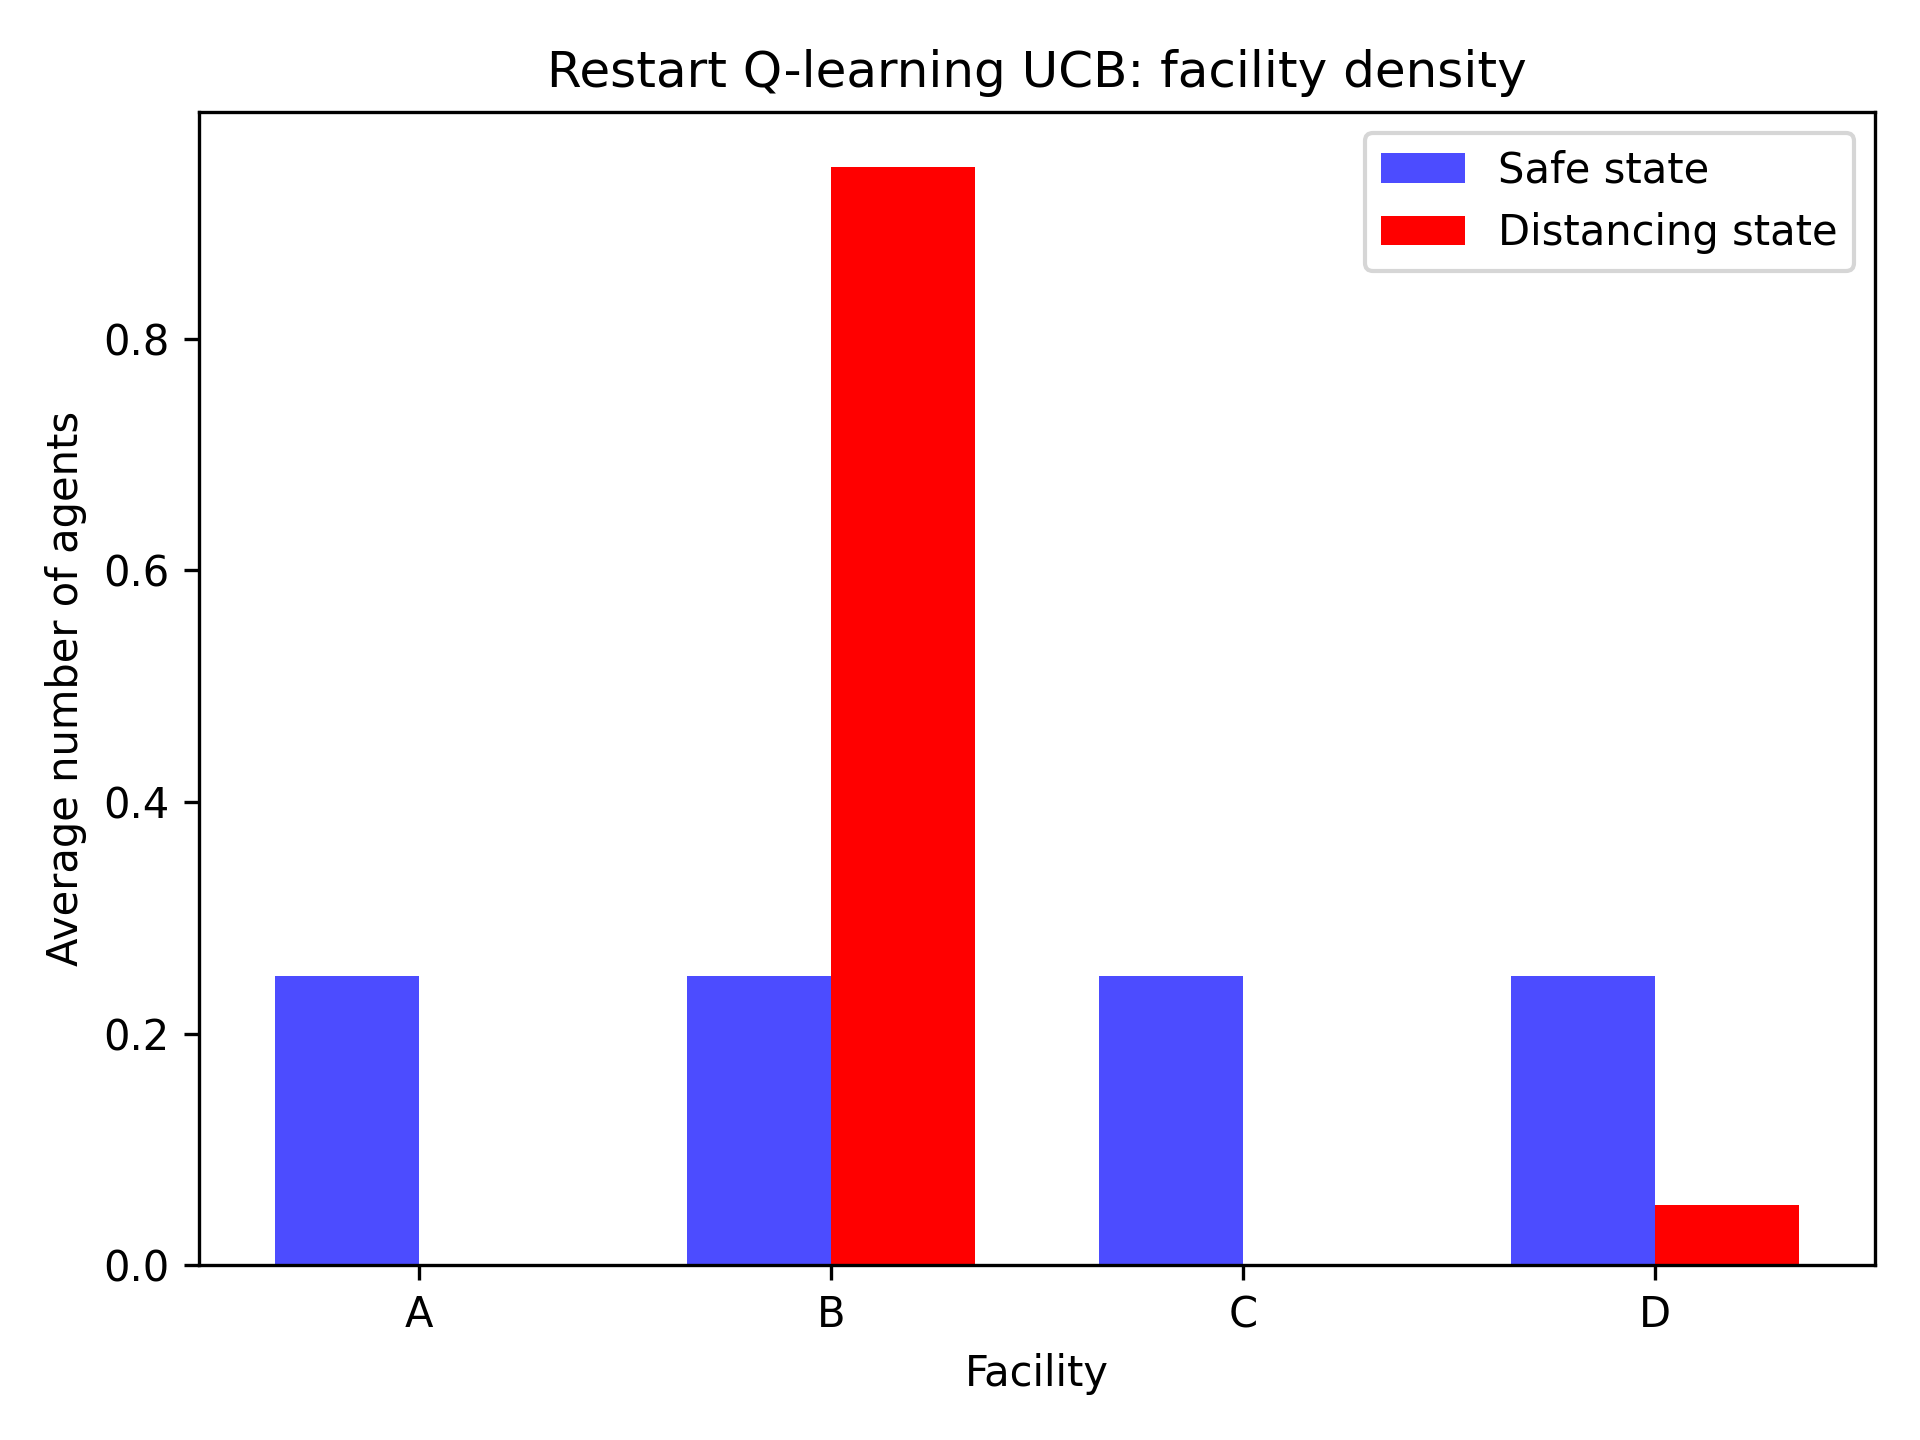 Restart Q-learning UCB: facility density
Safe state
Distancing state
Average number of agents
0.8
0.6
0.4
0.2
0.0
A B C D
Facility